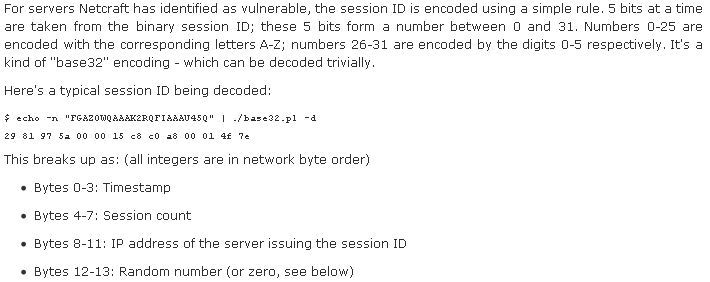 For servers Netcraft has identified as vulnerable, the session ID is encoded using a simple rule. 5 bits at a time
are taken from the binary session ID; these 5 bits form a number between 0 and 31. Numbers 0-25 are
encoded with the corresponding letters A-Z; numbers 26-31 are encoded by the digits 0-5 respectively. It's a
kind of "base32" encoding - which can be decoded trivially.
Here's a typical session ID being decoded:
$ echo -n "FGAZOWQAAAK2RQFIAAAU45Q" | ./base32.pl -d
29 81 97 5a 00 00 15 c8 c0 a8 00 01 4f 7e
This breaks up as: (all integers are in network byte order)
• Bytes 0-3: Timestamp
• Bytes 4-7: Session count
• Bytes 8-11: IP address of the server issuing the session ID
• Bytes 12-13: Random number (or zero, see below)